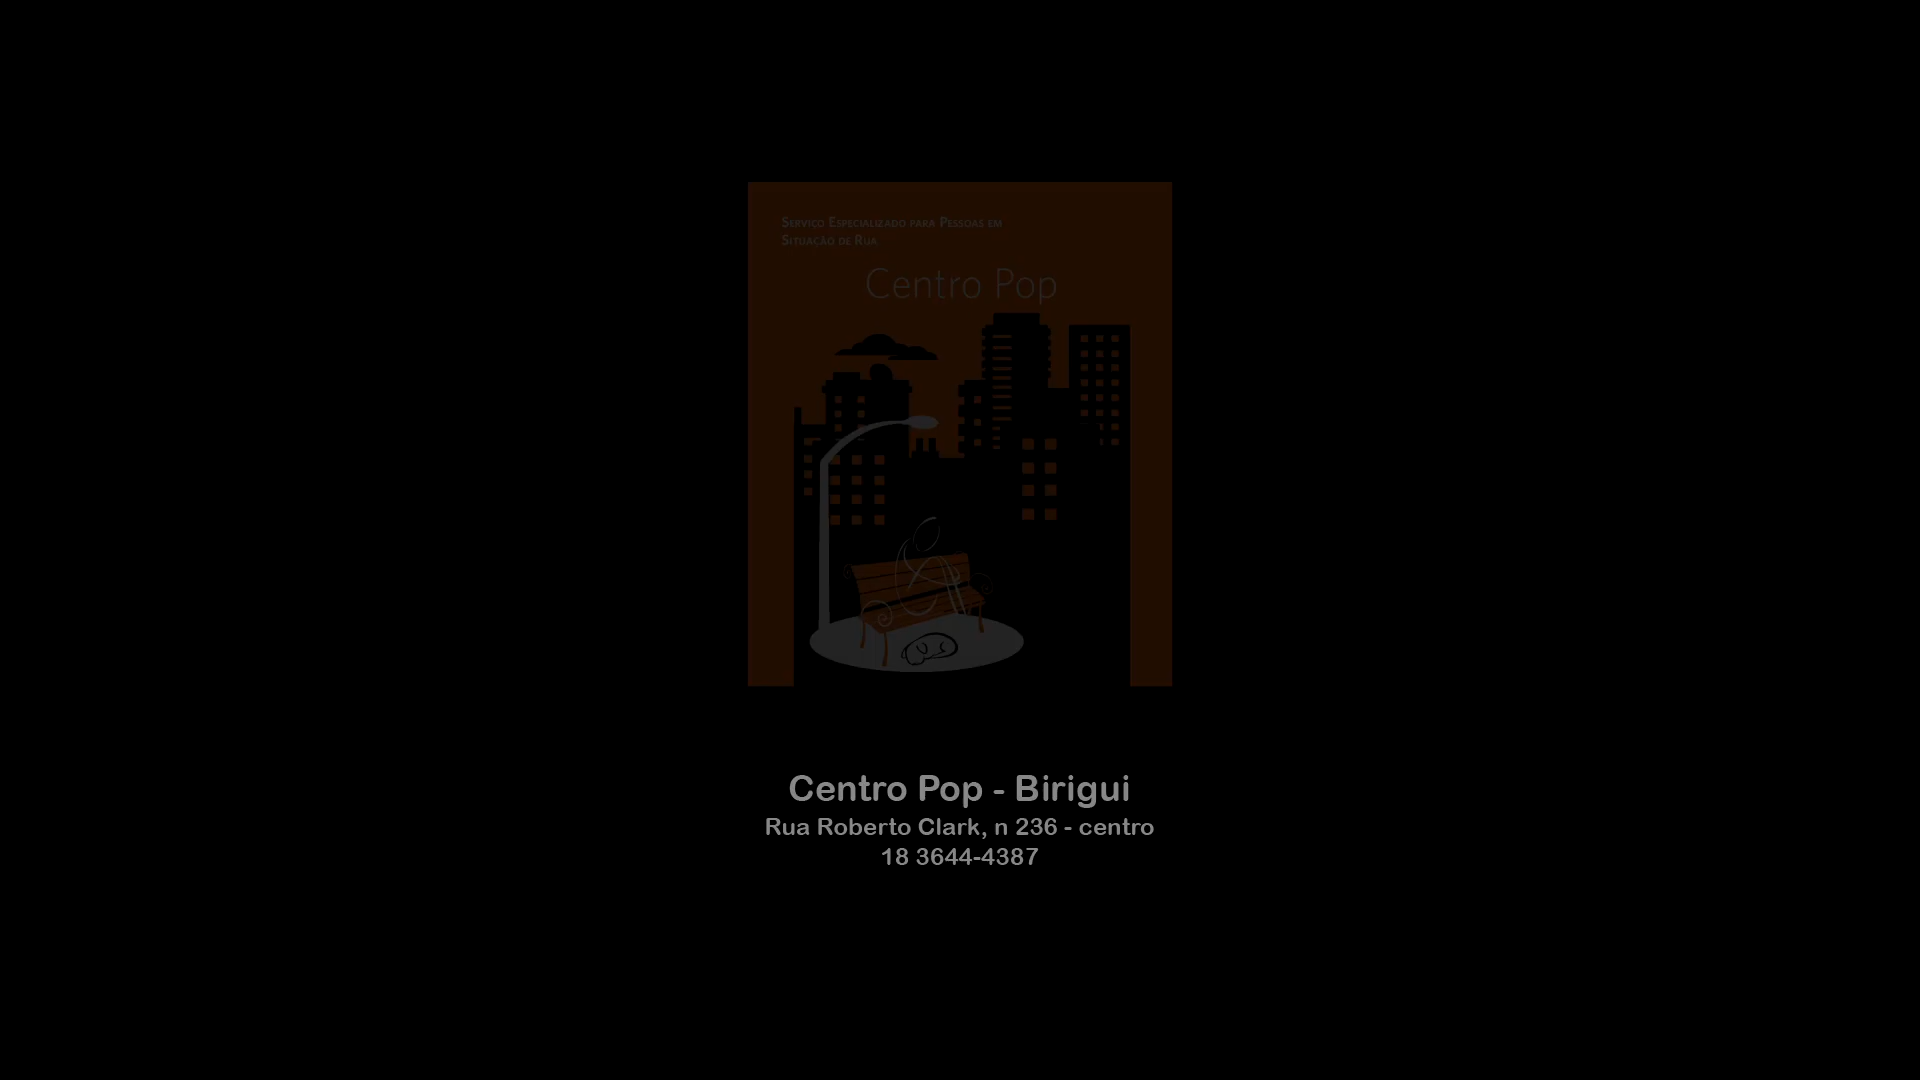 Serviço Especializado para Pessoas em
Situação de Rua
Centro Pop
Centro Pop - Birigui
Rua Roberto Clark, n 236 - centro
18 3644-4387